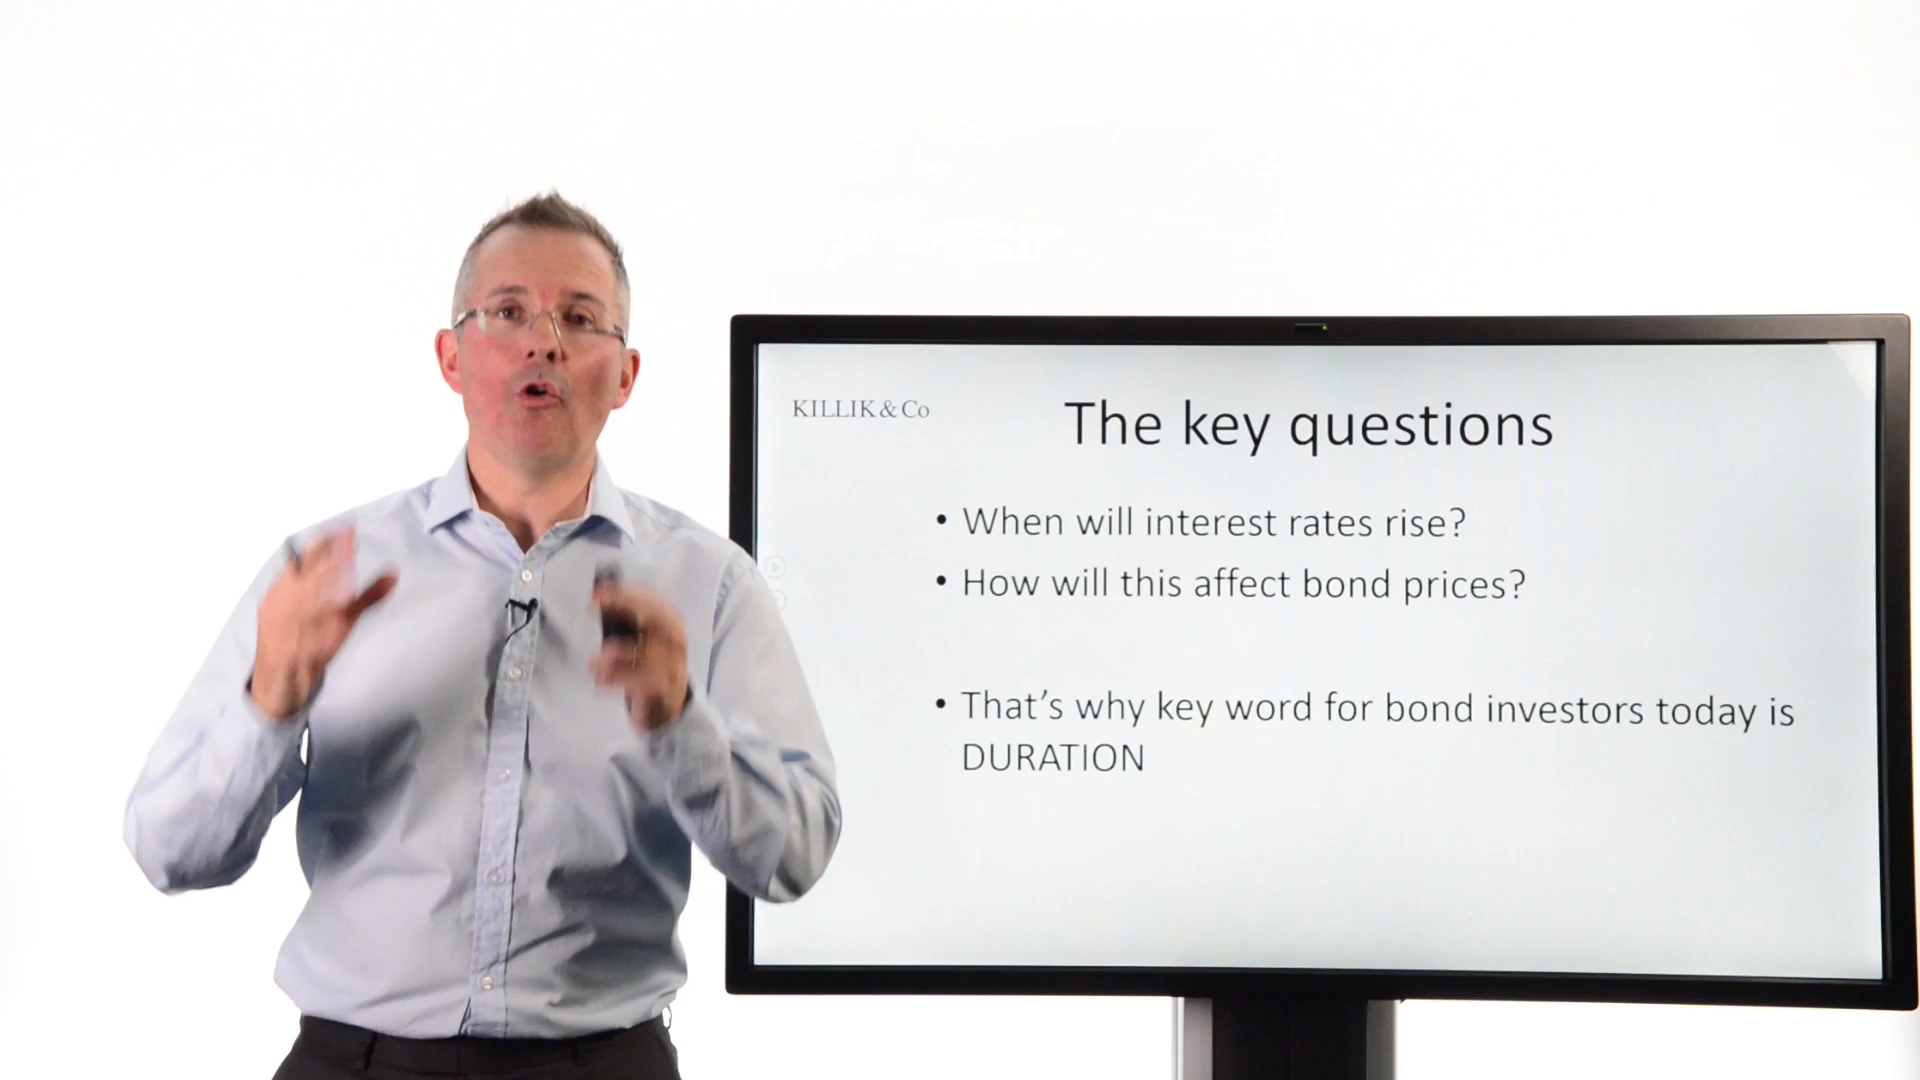 KILLIK & Co
The key questions
• When will interest rates rise?
• How will this affect bond prices?
• That's why key word for bond investors today is
DURATION